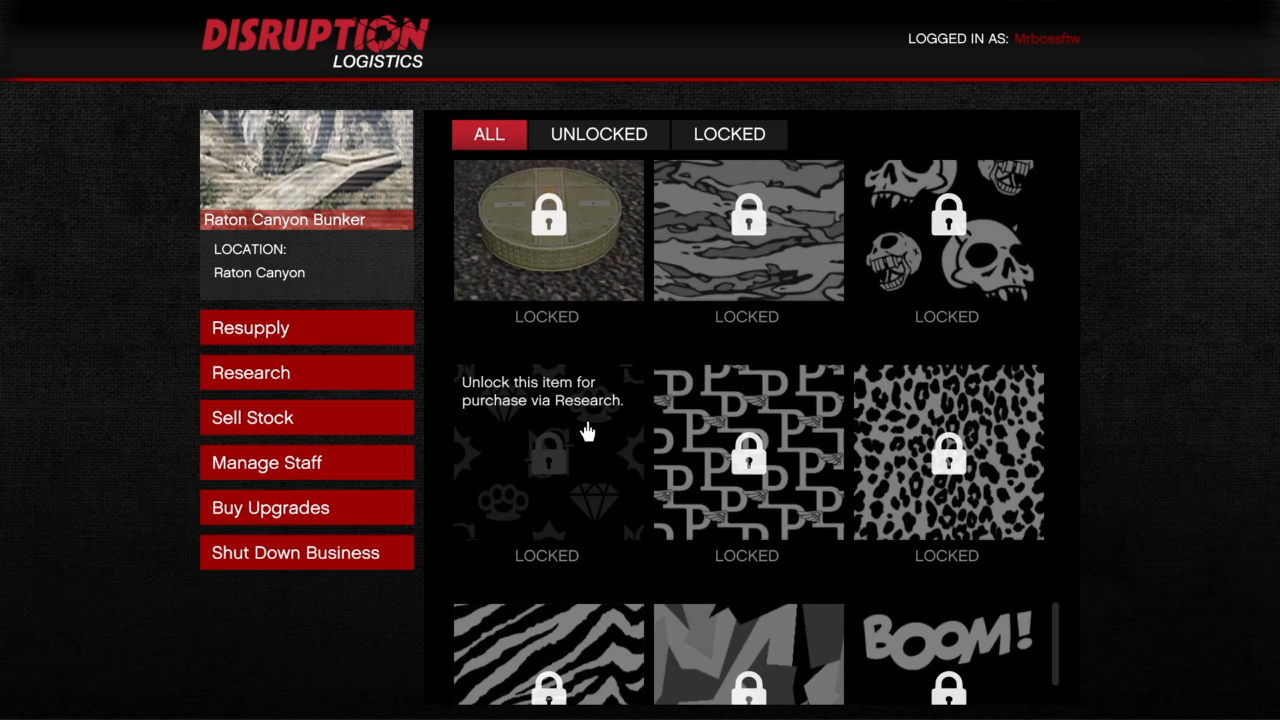 DISRUPTION
LOGISTICS
LOGGED IN AS: Mrbossftw
Raton Canyon Bunker
LOCATION:
Raton Canyon
Resupply
Research
Sell Stock
Manage Staff
Buy Upgrades
Shut Down Business
ALL UNLOCKED LOCKED
LOCKED LOCKED LOCKED
Unlock this item for
purchase via Research.
LOCKED LOCKED LOCKED
BOOM!